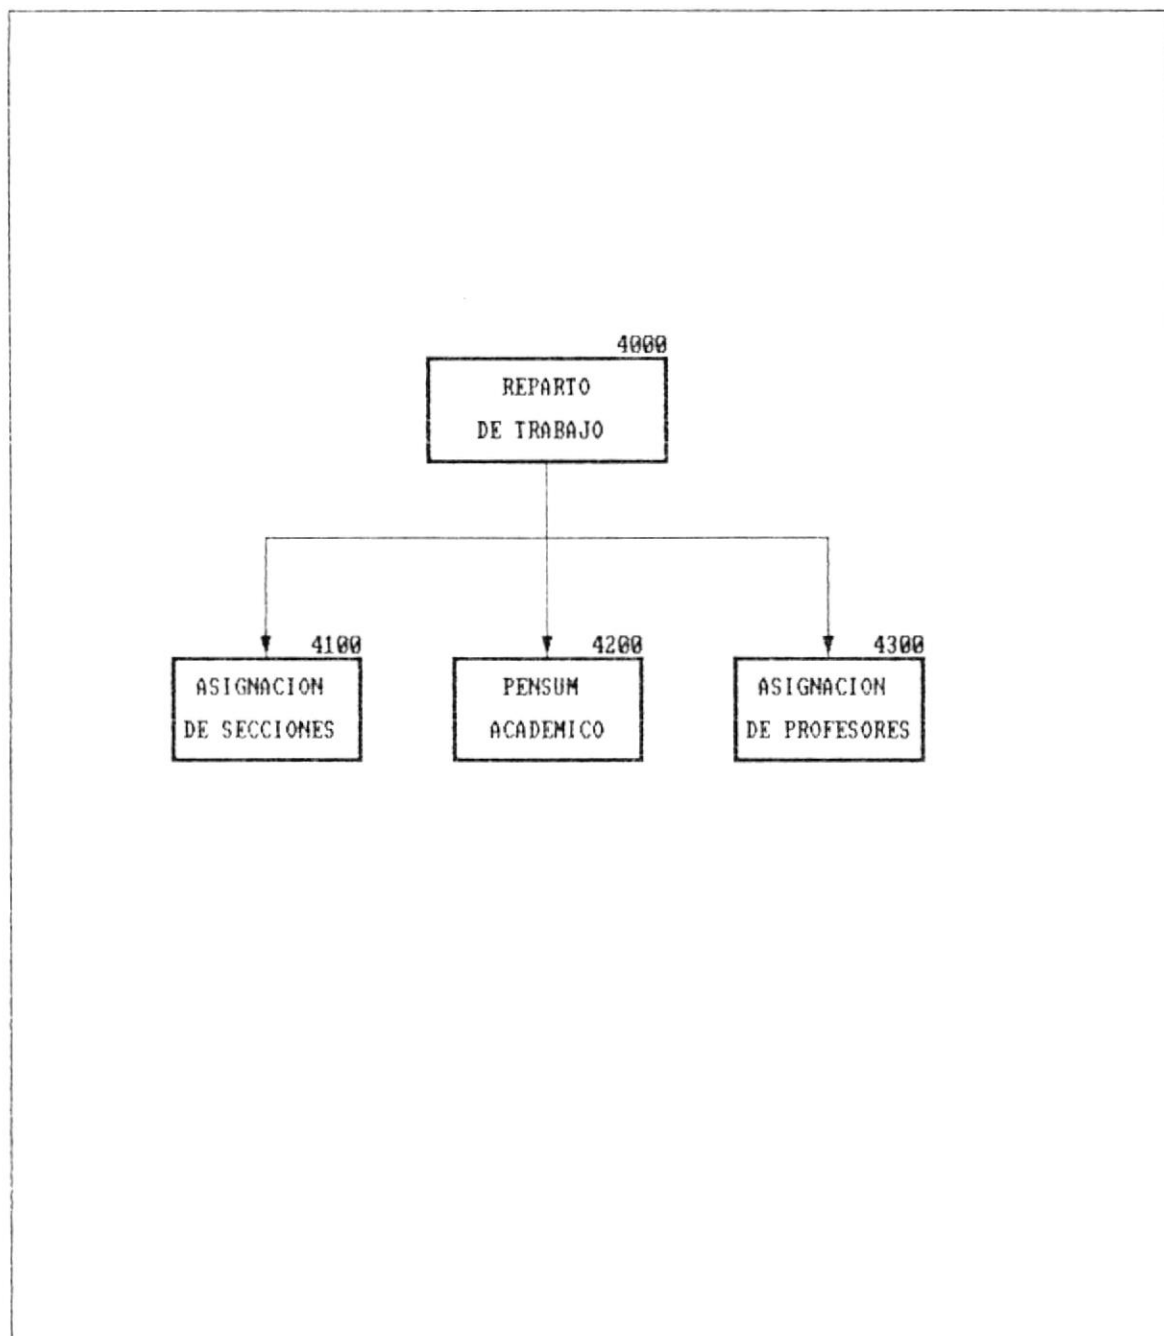 4000
REPARTO
DE TRABAJO
4100
ASIGNACION
DE SECCIONES
4200
PENSUM
ACADEMICO
4300
ASIGNACION
DE PROFESORES